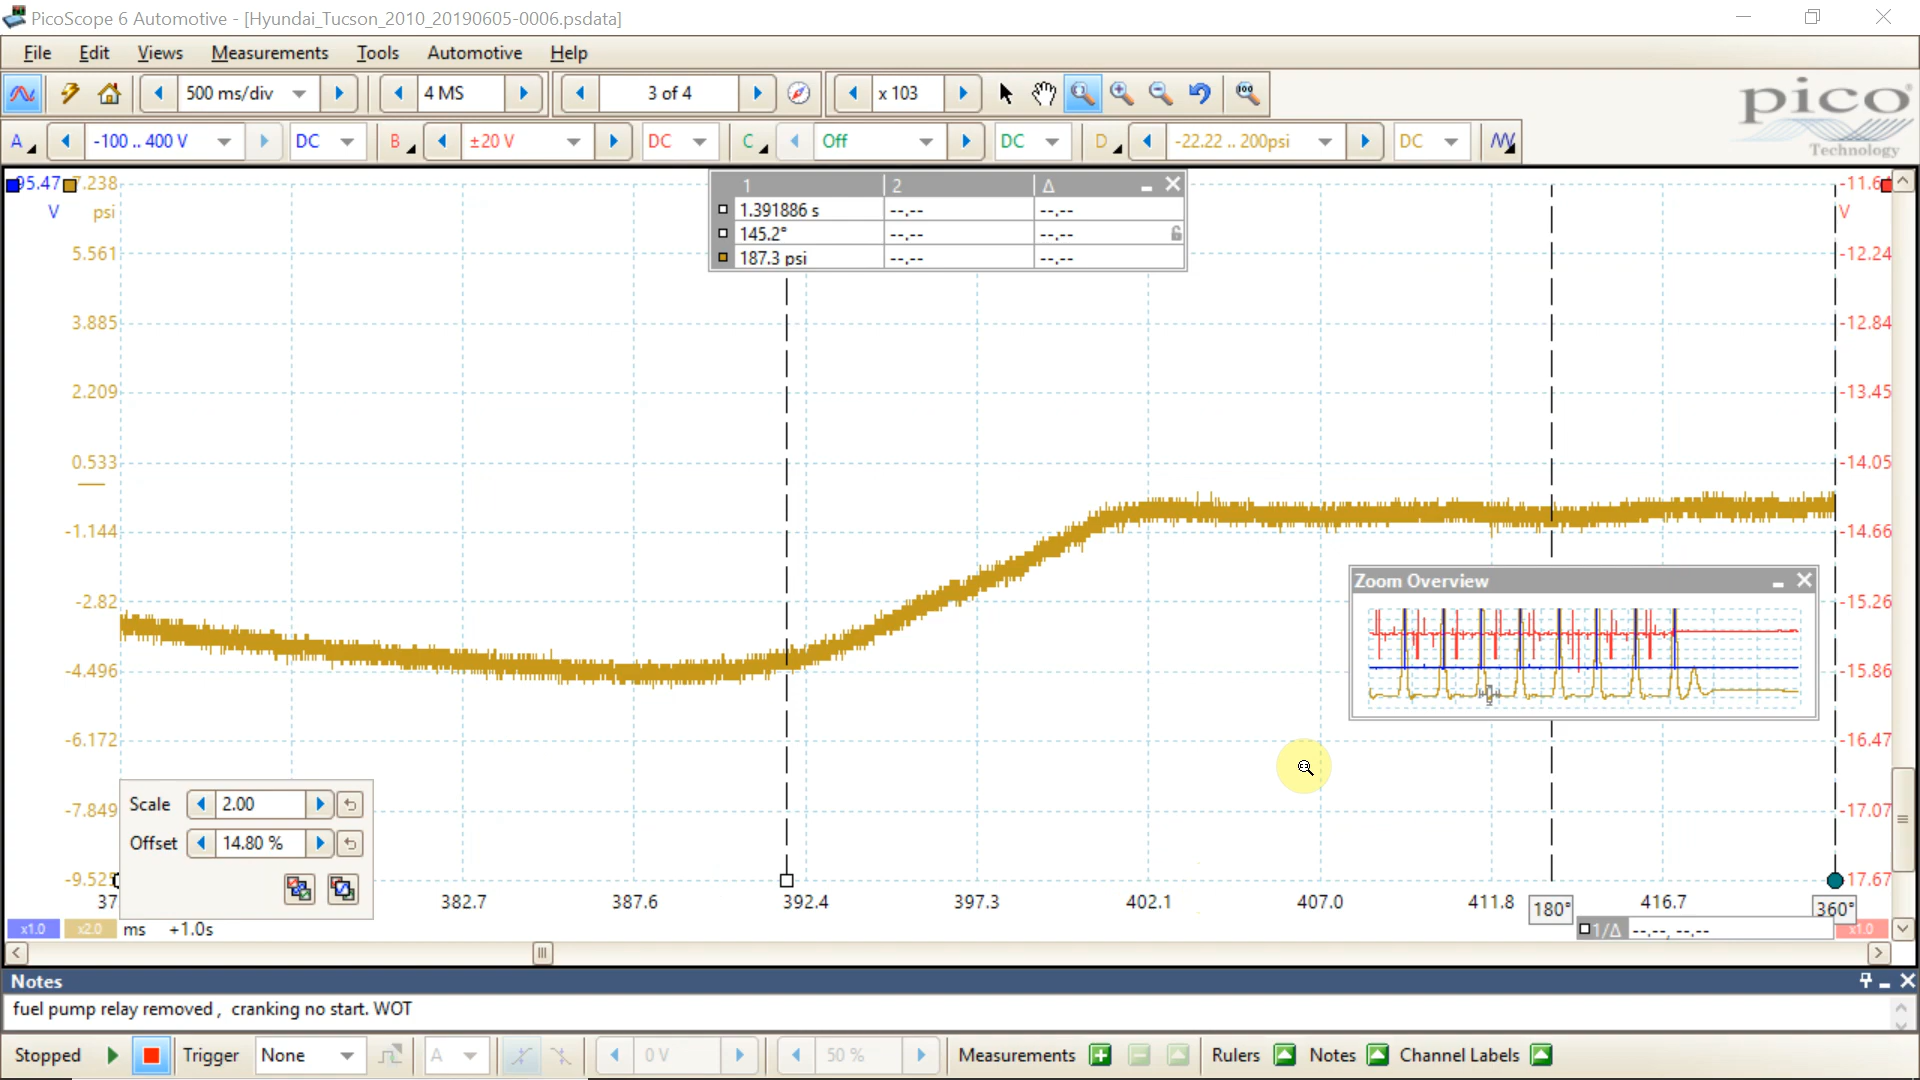 PicoScope 6 Automotive - [Hyundai_Tucson_2010_20190605-0006.psdata]
File Edit Views Measurements Tools Automotive Help
500 ms/div 4 MS 3 of 4 x 103
pico
Technology
A -100 .. 400 V DC B ±20 V DC C Off DC D -22.22 .. 200psi DC
95.47 7.238 -11.64
V psi V
1 2 Δ
1.391886 s --.-- --.--
145.2° --.-- --.--
187.3 psi --.-- --.--
5.561 -12.24
3.885 -12.84
2.209 -13.45
0.533 -14.05
-1.144 -14.66
Zoom Overview
-2.82 -15.26
-4.496 -15.86
-6.172 -16.47
-7.849 -17.07
Scale 2.00
Offset 14.80 %
-9.525 17.67
37 382.7 387.6 392.4 397.3 402.1 407.0 411.8 180° 416.7 360°
x1.0 x2.0 ms +1.0s 1/Δ --.--, --.-- x1.0
Notes
fuel pump relay removed , cranking no start. WOT
Stopped Trigger None A 0 V 50 % Measurements Rulers Notes Channel Labels